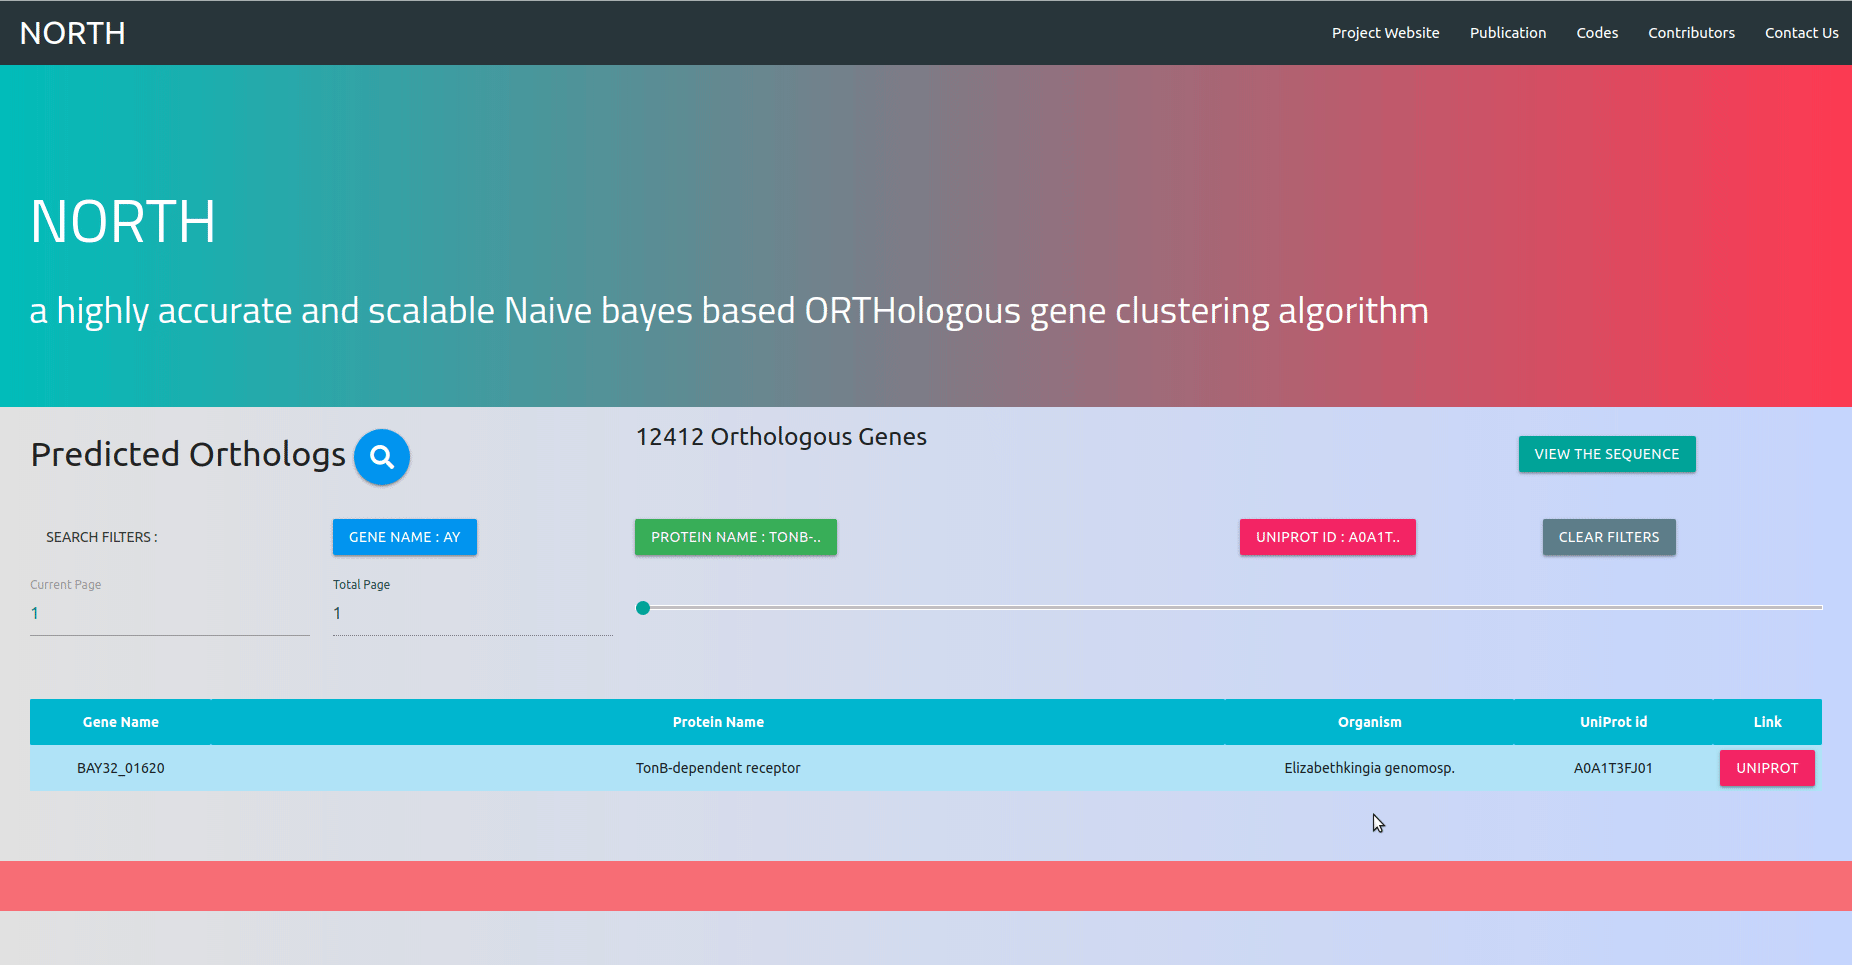 NORTH
Project Website Publication Codes Contributors Contact Us
NORTH
a highly accurate and scalable Naive bayes based ORTHologous gene clustering algorithm
Predicted Orthologs
12412 Orthologous Genes
VIEW THE SEQUENCE
SEARCH FILTERS : GENE NAME : AY PROTEIN NAME : TONB-.. UNIPROT ID : A0A1T.. CLEAR FILTERS
Current Page Total Page
1 1
Gene Name Protein Name Organism UniProt id Link
BAY32_01620 TonB-dependent receptor Elizabethkingia genomosp. A0A1T3FJ01 UNIPROT